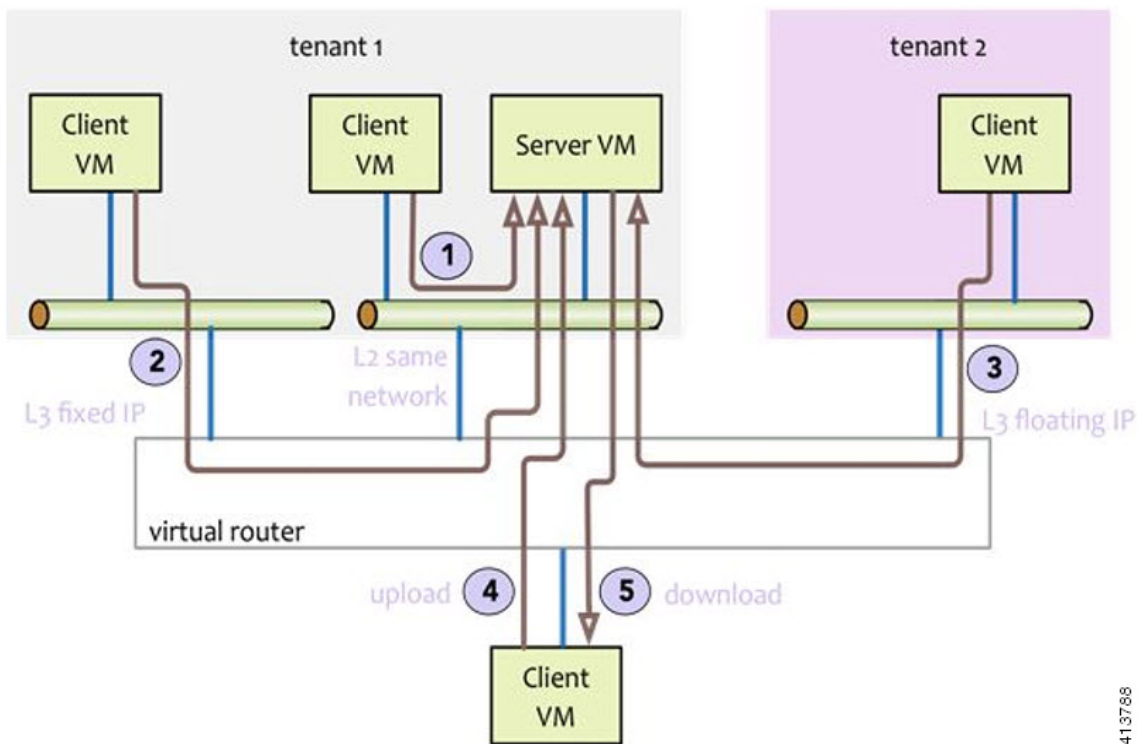 tenant 1
tenant 2
Client
VM
Client
VM
Server VM
Client
VM
1
2
L2 same
network
3
L3 fixed IP
L3 floating IP
virtual router
upload
4
5
download
Client
VM
413788